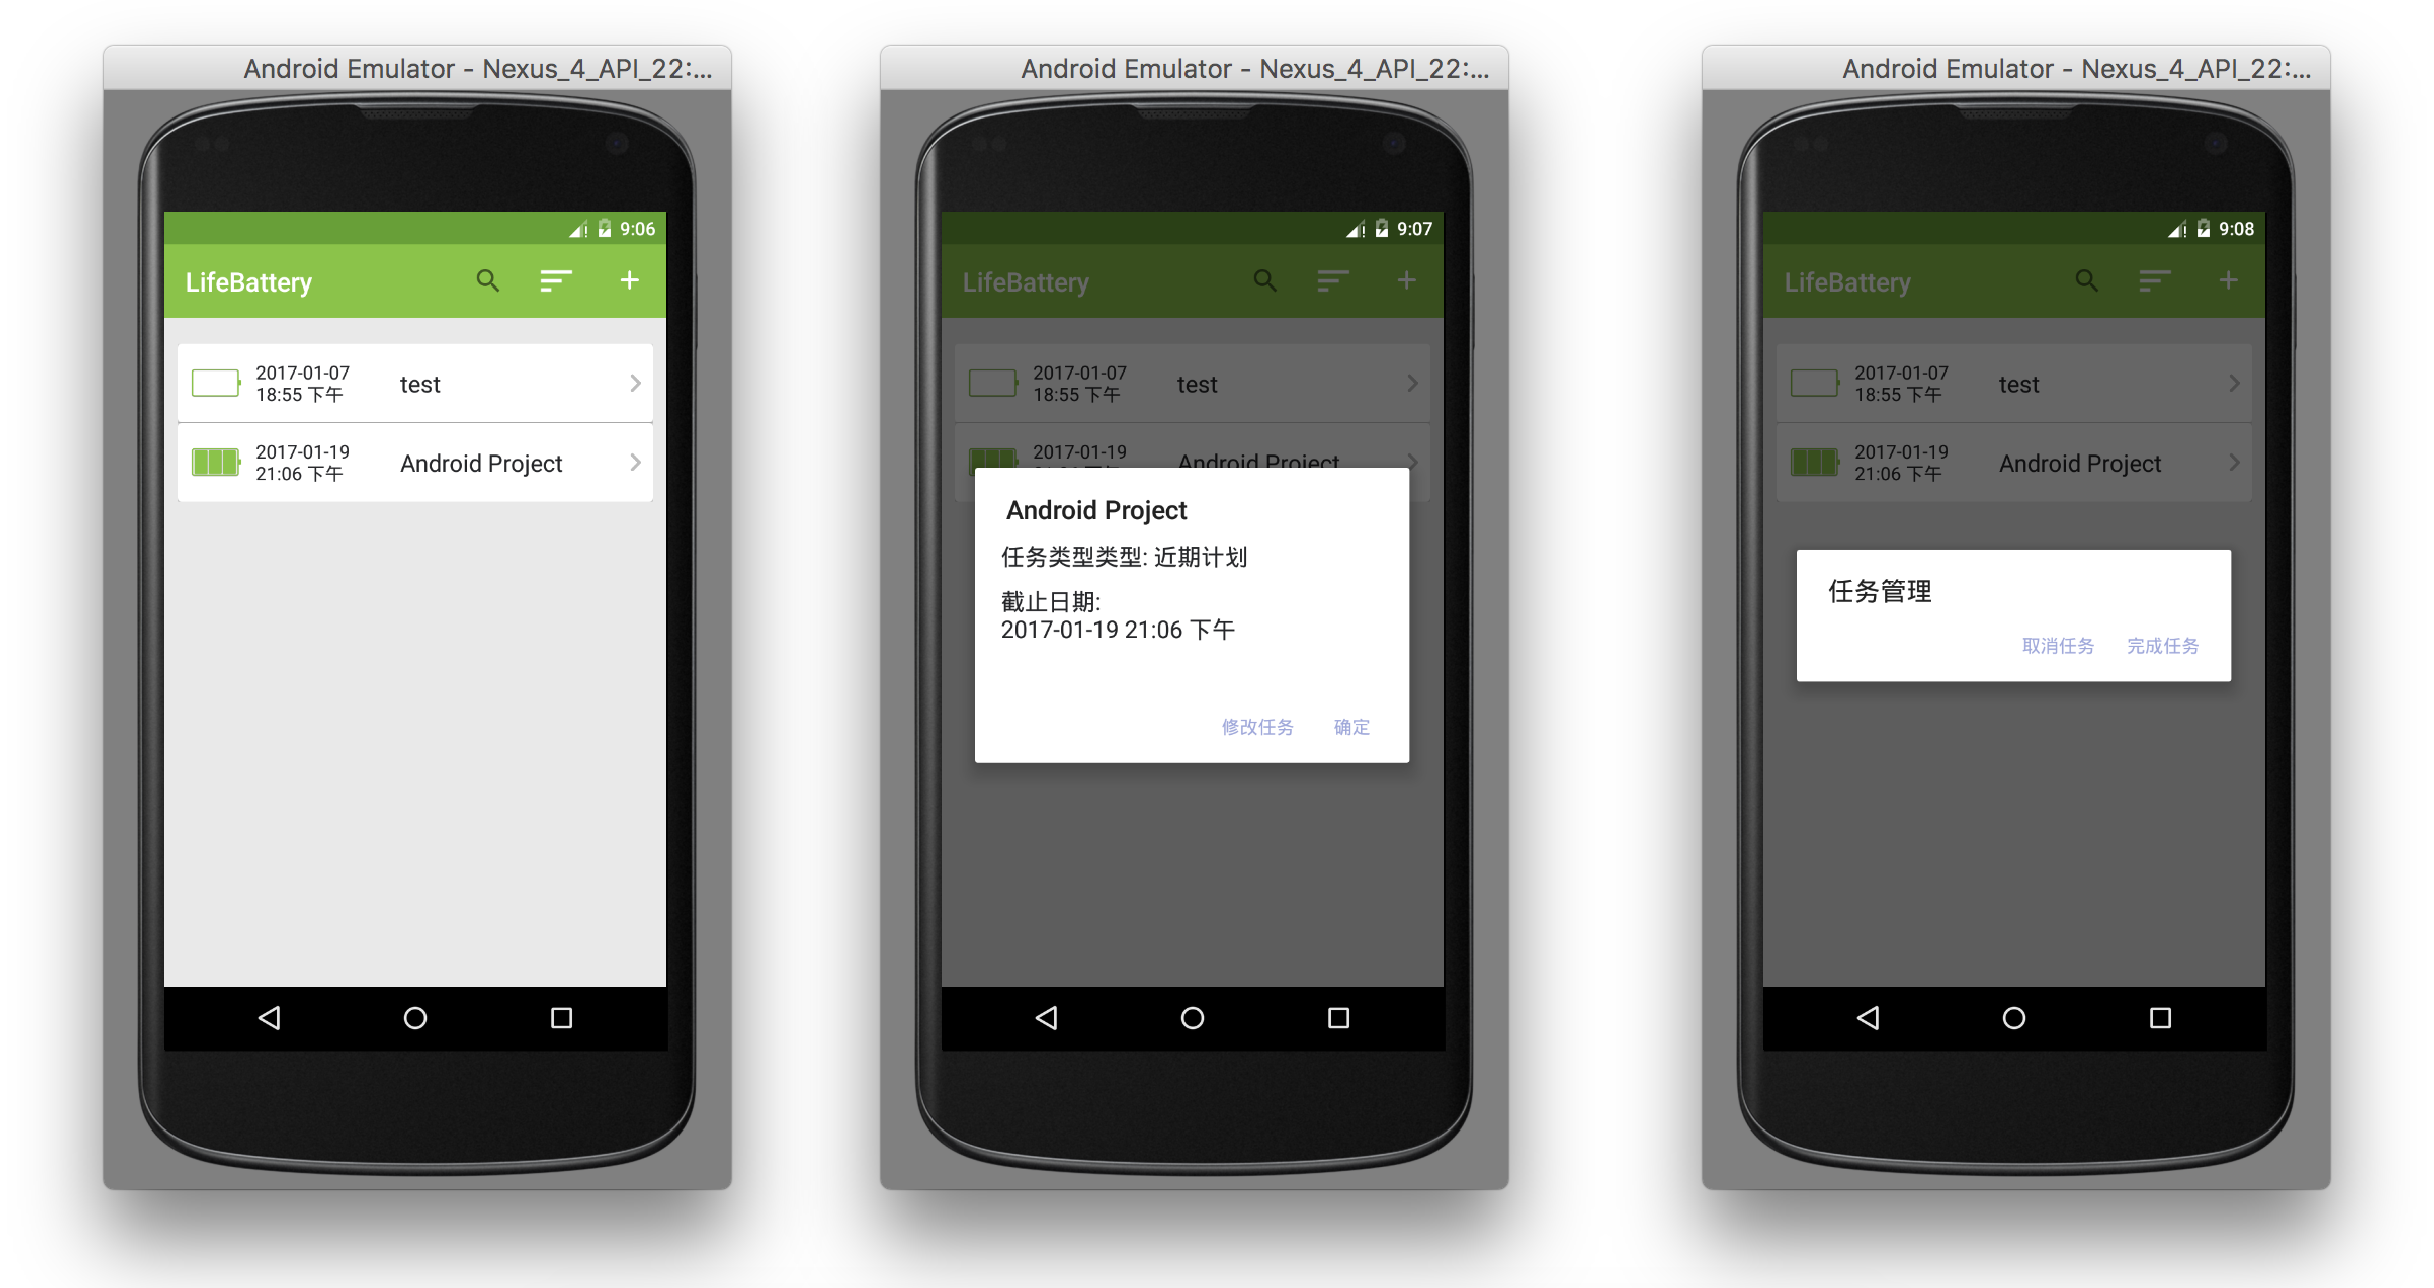 Android Emulator - Nexus_4_API_22:...
9:06
LifeBattery
2017-01-07
18:55 下午
test
2017-01-19
21:06 下午
Android Project
Android Emulator - Nexus_4_API_22:...
9:07
LifeBattery
2017-01-07
18:55 下午
test
2017-01-19
Android Project
Android Project
任务类型类型: 近期计划
截止日期:
2017-01-19 21:06 下午
修改任务 确定
Android Emulator - Nexus_4_API_22:...
9:08
LifeBattery
2017-01-07
18:55 下午
test
2017-01-19
21:06 下午
Android Project
任务管理
取消任务 完成任务